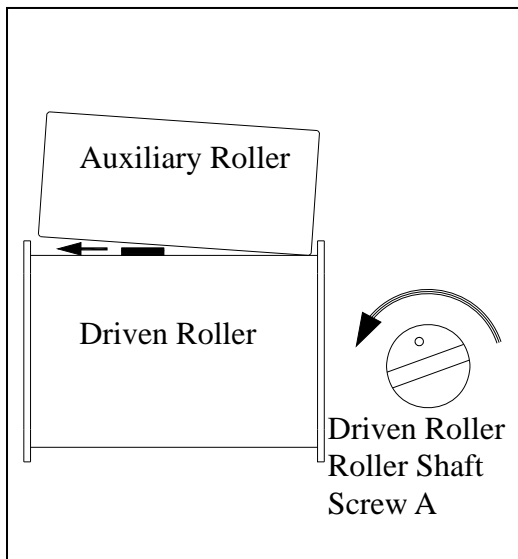 Auxiliary Roller
Driven Roller
Driven Roller
Roller Shaft
Screw A